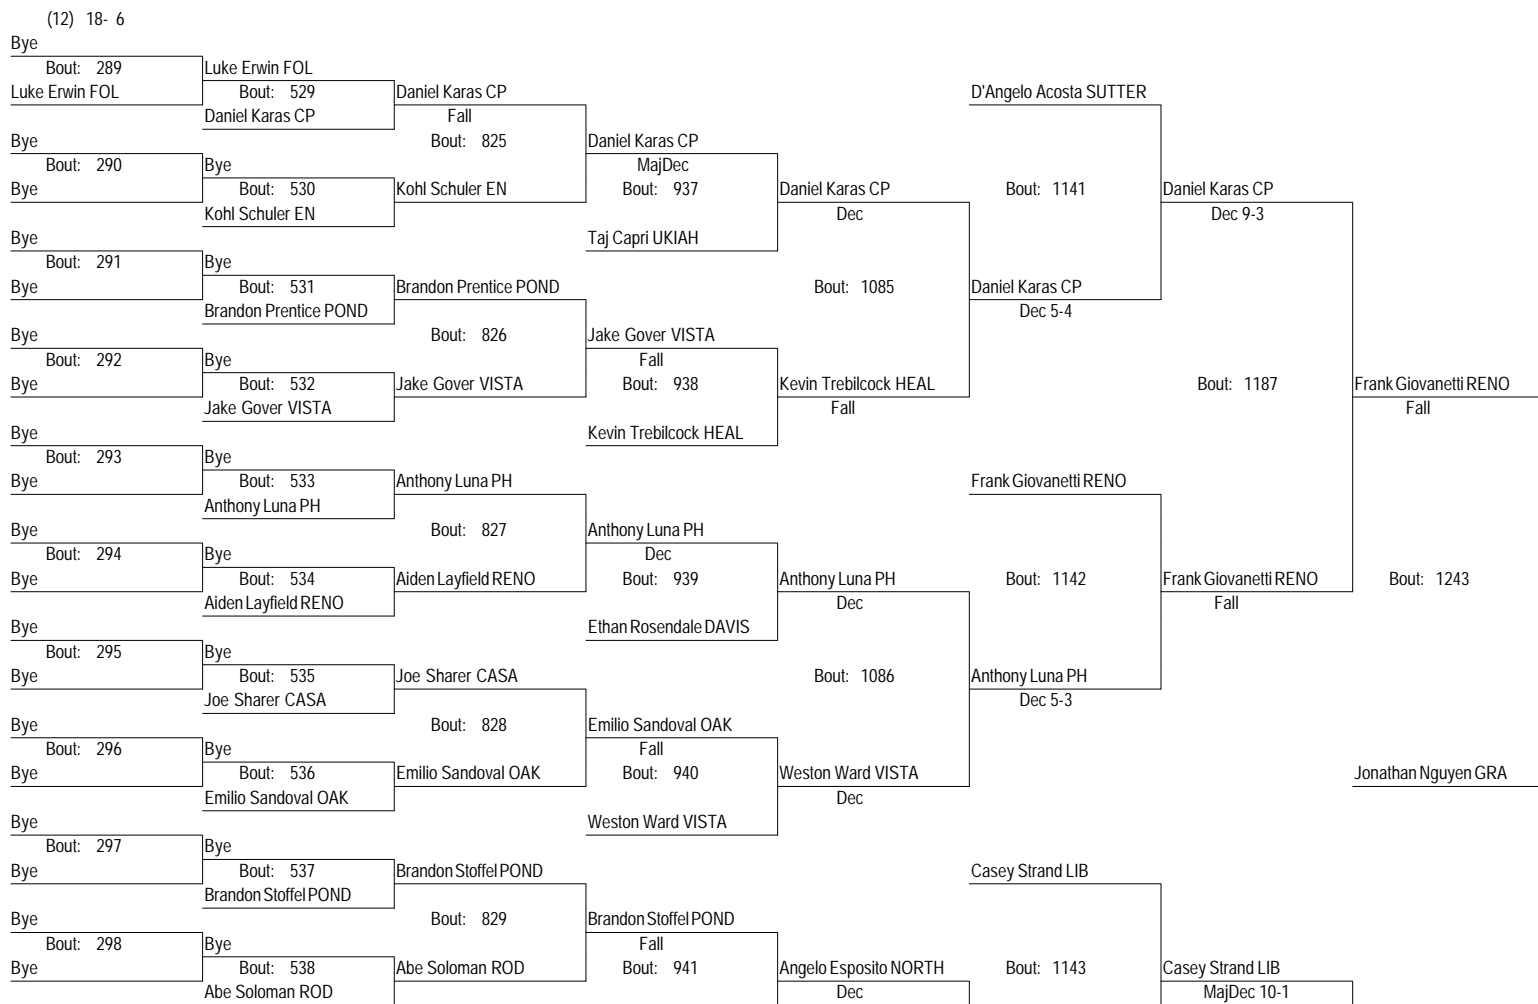 (12) 18- 6
Bye
Bout: 289 Luke Erwin FOL
Luke Erwin FOL Bout: 529 Daniel Karas CP D'Angelo Acosta SUTTER
Daniel Karas CP Fall
Bye Bout: 825 Daniel Karas CP
Bout: 290 Bye MajDec
Bye Bout: 530 Kohl Schuler EN Bout: 937 Daniel Karas CP Bout: 1141 Daniel Karas CP
Kohl Schuler EN Dec Dec 9-3
Bye Taj Capri UKIAH
Bout: 291 Bye
Bye Bout: 531 Brandon Prentice POND Bout: 1085 Daniel Karas CP
Brandon Prentice POND Dec 5-4
Bye Bout: 826 Jake Gover VISTA
Bout: 292 Bye Fall
Bye Bout: 532 Jake Gover VISTA Bout: 938 Kevin Trebilcock HEAL Bout: 1187 Frank Giovanetti RENO
Jake Gover VISTA Fall Fall
Bye Kevin Trebilcock HEAL
Bout: 293 Bye
Bye Bout: 533 Anthony Luna PH Frank Giovanetti RENO
Anthony Luna PH
Bye Bout: 827 Anthony Luna PH
Bout: 294 Bye Dec
Bye Bout: 534 Aiden Layfield RENO Bout: 939 Anthony Luna PH Bout: 1142 Frank Giovanetti RENO Bout: 1243
Aiden Layfield RENO Dec Fall
Bye Ethan Rosendale DAVIS
Bout: 295 Bye
Bye Bout: 535 Joe Sharer CASA Bout: 1086 Anthony Luna PH
Joe Sharer CASA Dec 5-3
Bye Bout: 828 Emilio Sandoval OAK
Bout: 296 Bye Fall
Bye Bout: 536 Emilio Sandoval OAK Bout: 940 Weston Ward VISTA Jonathan Nguyen GRA
Emilio Sandoval OAK Dec
Bye Weston Ward VISTA
Bout: 297 Bye
Bye Bout: 537 Brandon Stoffel POND Casey Strand LIB
Brandon Stoffel POND
Bye Bout: 829 Brandon Stoffel POND
Bout: 298 Bye Fall
Bye Bout: 538 Abe Soloman ROD Bout: 941 Angelo Esposito NORTH Bout: 1143 Casey Strand LIB
Abe Soloman ROD Dec MajDec 10-1